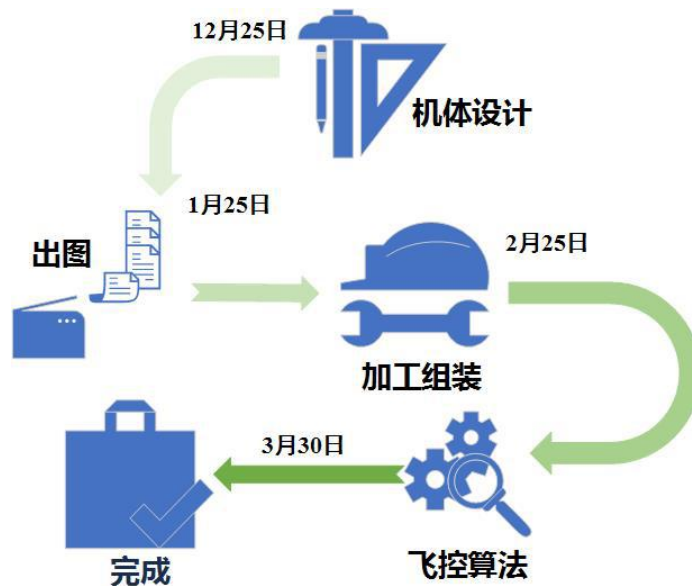 12月25日
机体设计
1月25日
出图
2月25日
加工组装
3月30日
飞控算法
完成